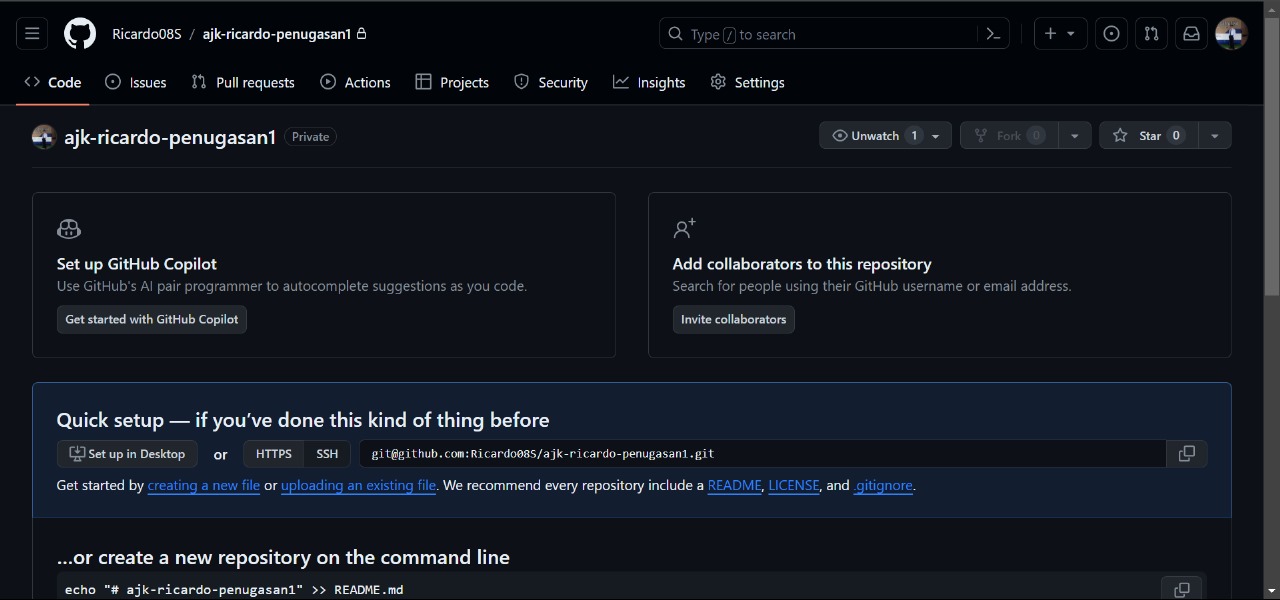 Ricardo08S / ajk-ricardo-penugasan1
Type / to search
Code Issues Pull requests Actions Projects Security Insights Settings
ajk-ricardo-penugasan1 Private
Unwatch 1 Fork 0 Star 0
Set up GitHub Copilot
Use GitHub's AI pair programmer to autocomplete suggestions as you code.
Get started with GitHub Copilot
Add collaborators to this repository
Search for people using their GitHub username or email address.
Invite collaborators
Quick setup — if you've done this kind of thing before
Set up in Desktop or HTTPS SSH git@github.com:Ricardo08S/ajk-ricardo-penugasan1.git
Get started by creating a new file or uploading an existing file. We recommend every repository include a README, LICENSE, and .gitignore.
...or create a new repository on the command line
echo "# ajk-ricardo-penugasan1" >> README.md